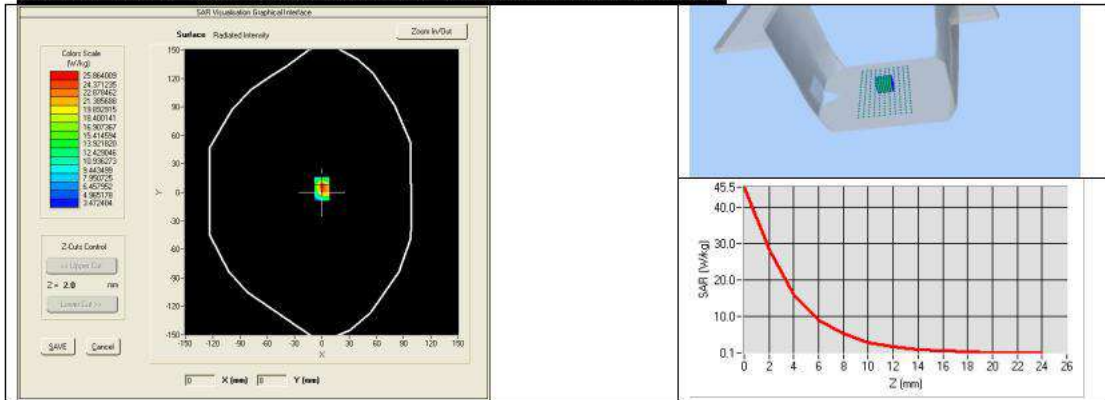 SAR Visualisation Graphical Interface
Surface Radiated Intensity
Zoom In/Out
Colors Scale
(W/kg)
25.864009
24.371235
22.878462
21.385688
19.892915
18.400141
16.907367
15.414594
13.921820
12.429046
10.936273
9.443499
7.950725
6.457952
4.965178
3.472404
Z-Cuts Control
<< Upper Cut
Z = 2.0 mm
Lower Cut >>
SAVE Cancel
150
120
90
60
30
0
-30
-60
-90
-120
-150
Y
-150 -120 -90 -60 -30 0 30 60 90 120 150
X
0 X (mm) 0 Y (mm)
45.5
40.0
30.0
20.0
10.0
0.1
SAR (W/kg)
0 2 4 6 8 10 12 14 16 18 20 22 24 26
Z (mm)